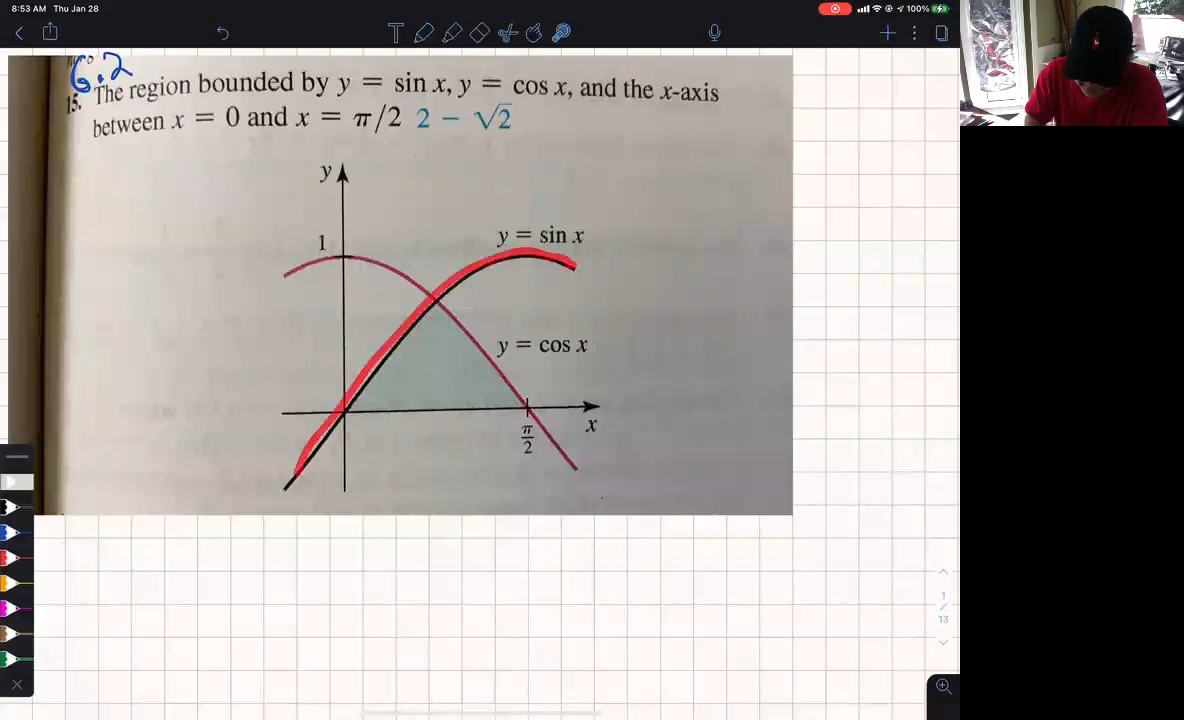 8:53 AM Thu Jan 28
100%
6.2
15. The region bounded by y = sin x, y = cos x, and the x-axis
between x = 0 and x = π/2 2 − √2
y
1
y = sin x
y = cos x
π/2
x
1
/
13